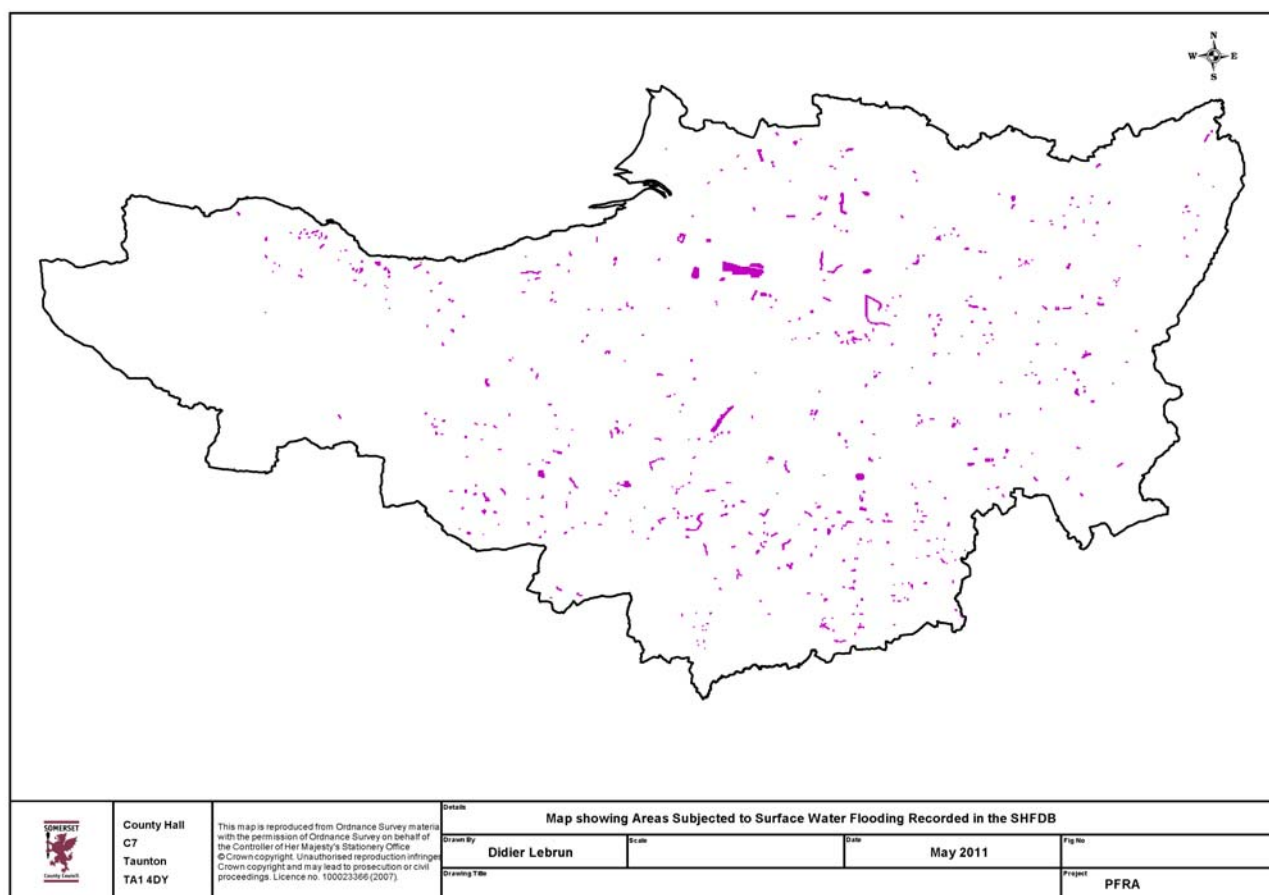 N
W E
S
SOMERSET
County Council
County Hall
C7
Taunton
TA1 4DY
This map is reproduced from Ordnance Survey materia
with the permission of Ordnance Survey on behalf of
the Controller of Her Majesty's Stationery Office
© Crown copyright. Unauthorised reproduction infringe
Crown copyright and may lead to prosecution or civil
proceedings. Licence no. 100023366 (2007).
Details
Map showing Areas Subjected to Surface Water Flooding Recorded in the SHFDB
Drawn By
Didier Lebrun
Scale
Date
May 2011
Fig No
Drawing Title
Project
PFRA